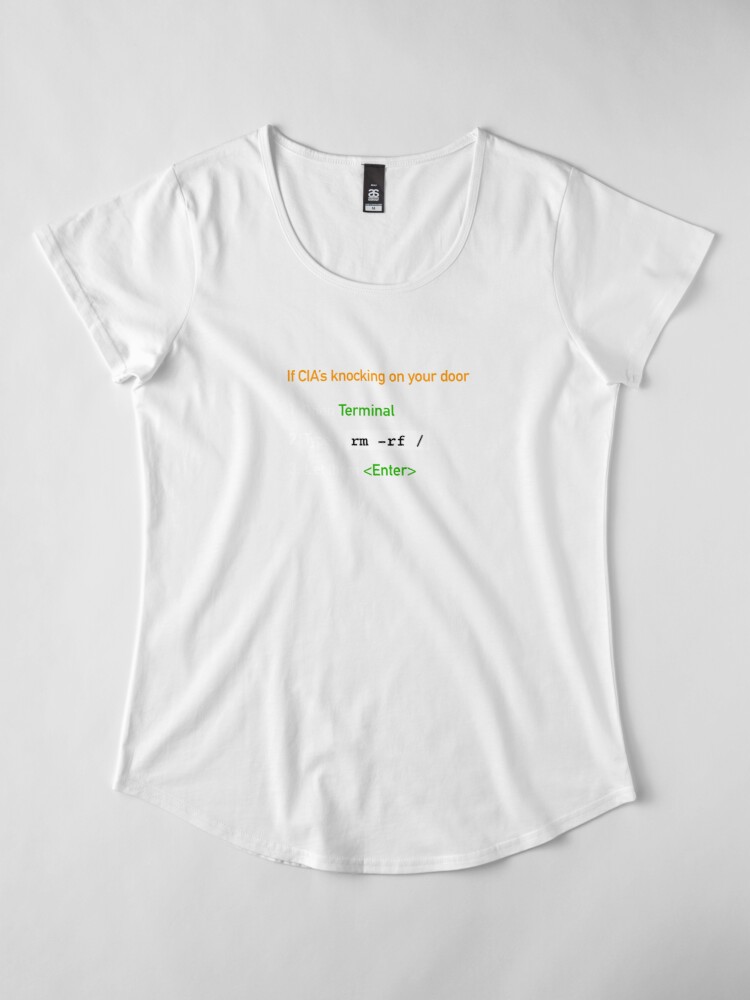 If CIA's knocking on your door
Terminal
rm -rf /
<Enter>